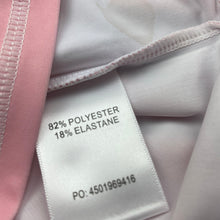 82% POLYESTER
18% ELASTANE
PO: 4501969416